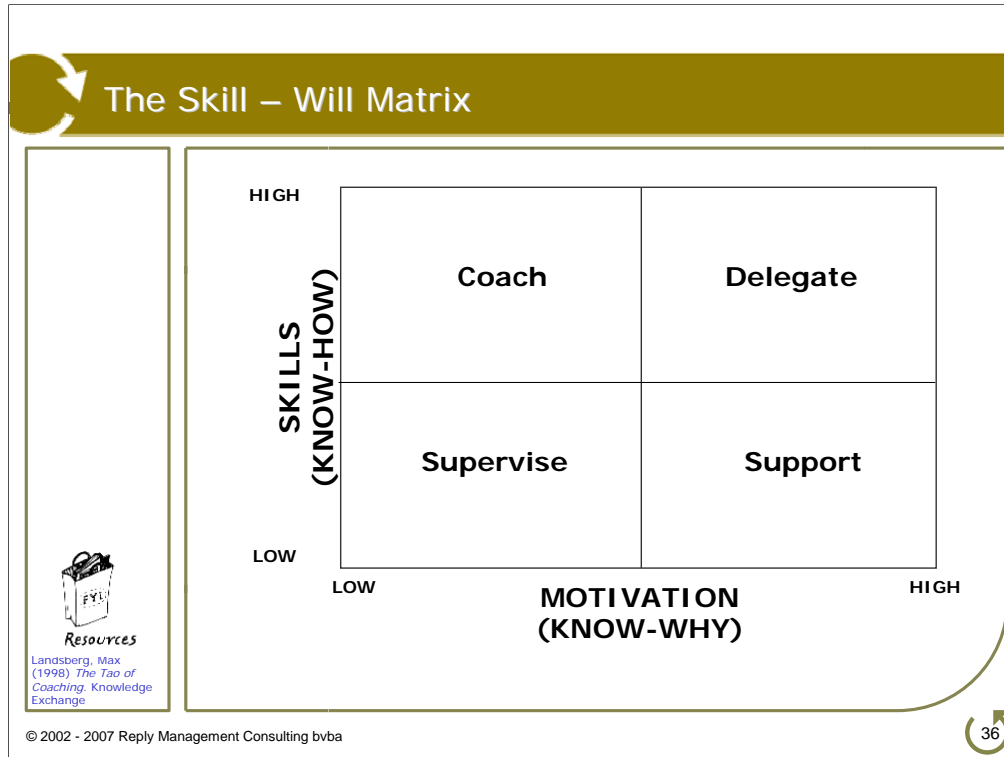 The Skill – Will Matrix
HIGH
Coach
Delegate
SKILLS
(KNOW-HOW)
Supervise
Support
LOW
LOW
HIGH
MOTIVATION
(KNOW-WHY)
FYI
Resources
Landsberg, Max
(1998) The Tao of
Coaching. Knowledge
Exchange
© 2002 - 2007 Reply Management Consulting bvba
36